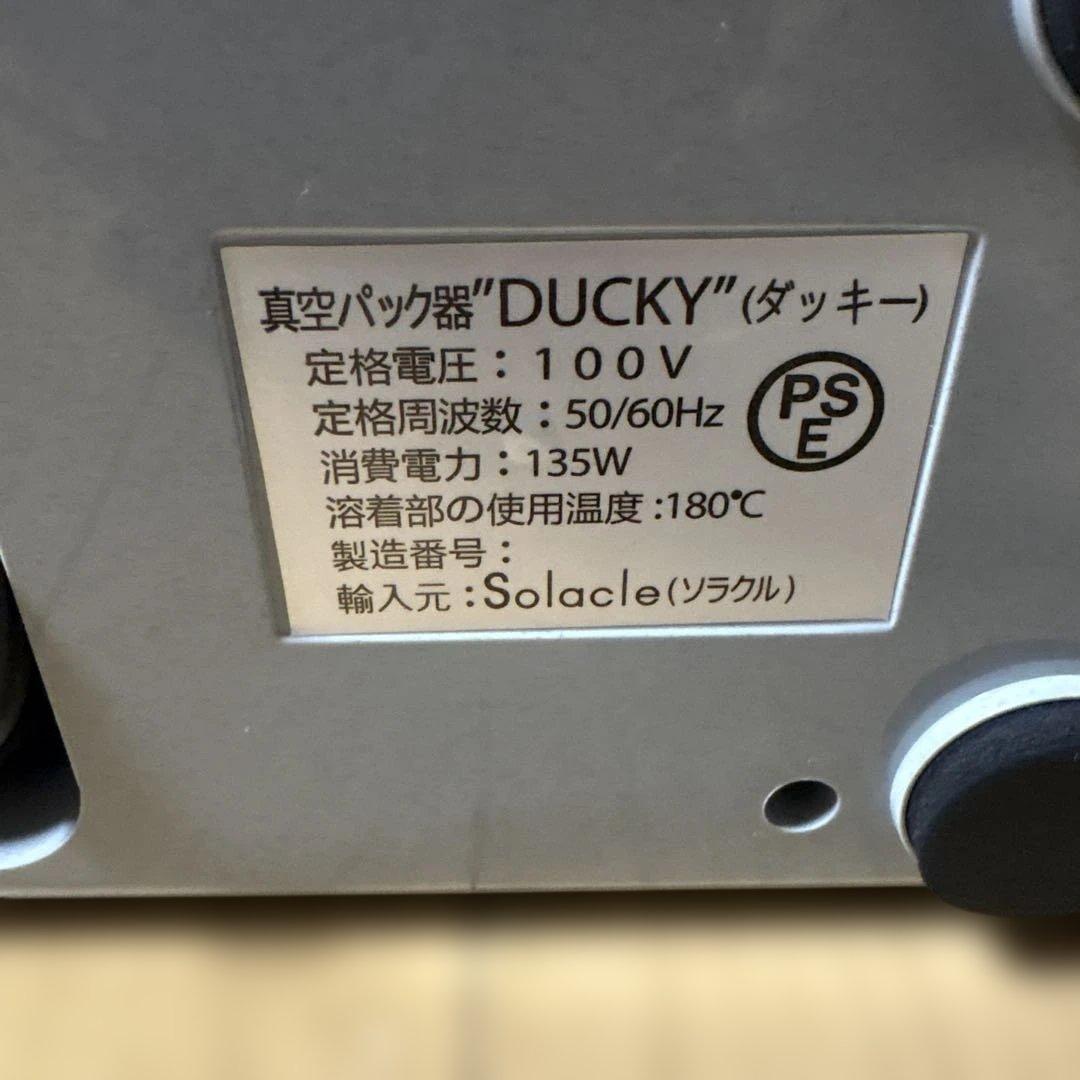 真空パック器"DUCKY"(ダッキー)
定格電圧：１００V
定格周波数：50/60Hz
消費電力：135W
溶着部の使用温度:180℃
製造番号：
輸入元：Solacle(ソラクル)
PS
E